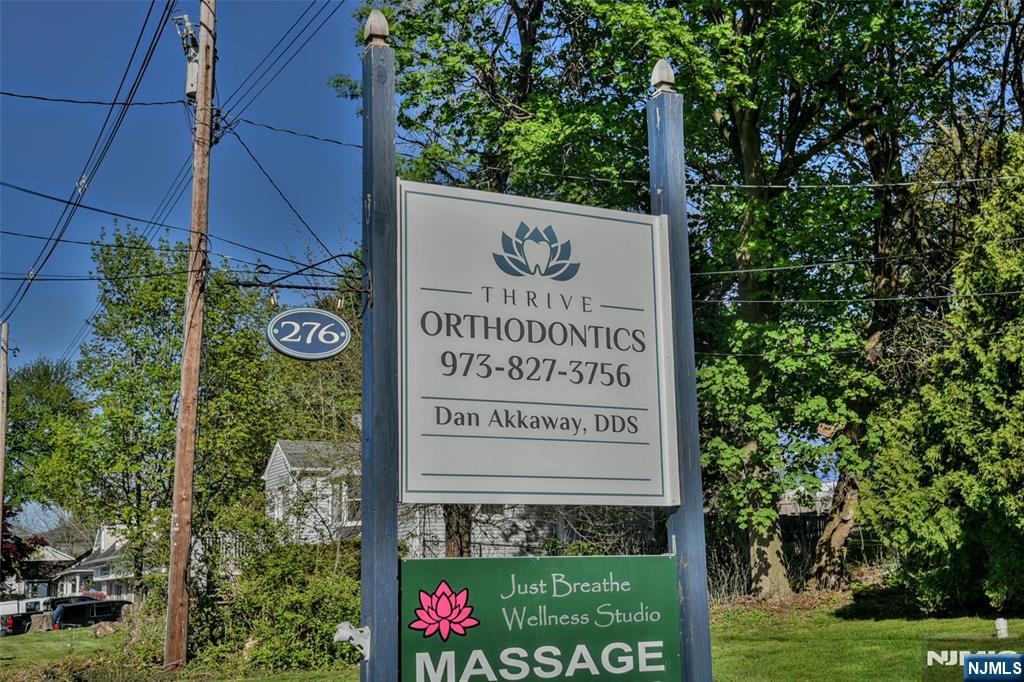 276
THRIVE
ORTHODONTICS
973-827-3756
Dan Akkaway, DDS
Just Breathe
Wellness Studio
MASSAGE
NJMLS